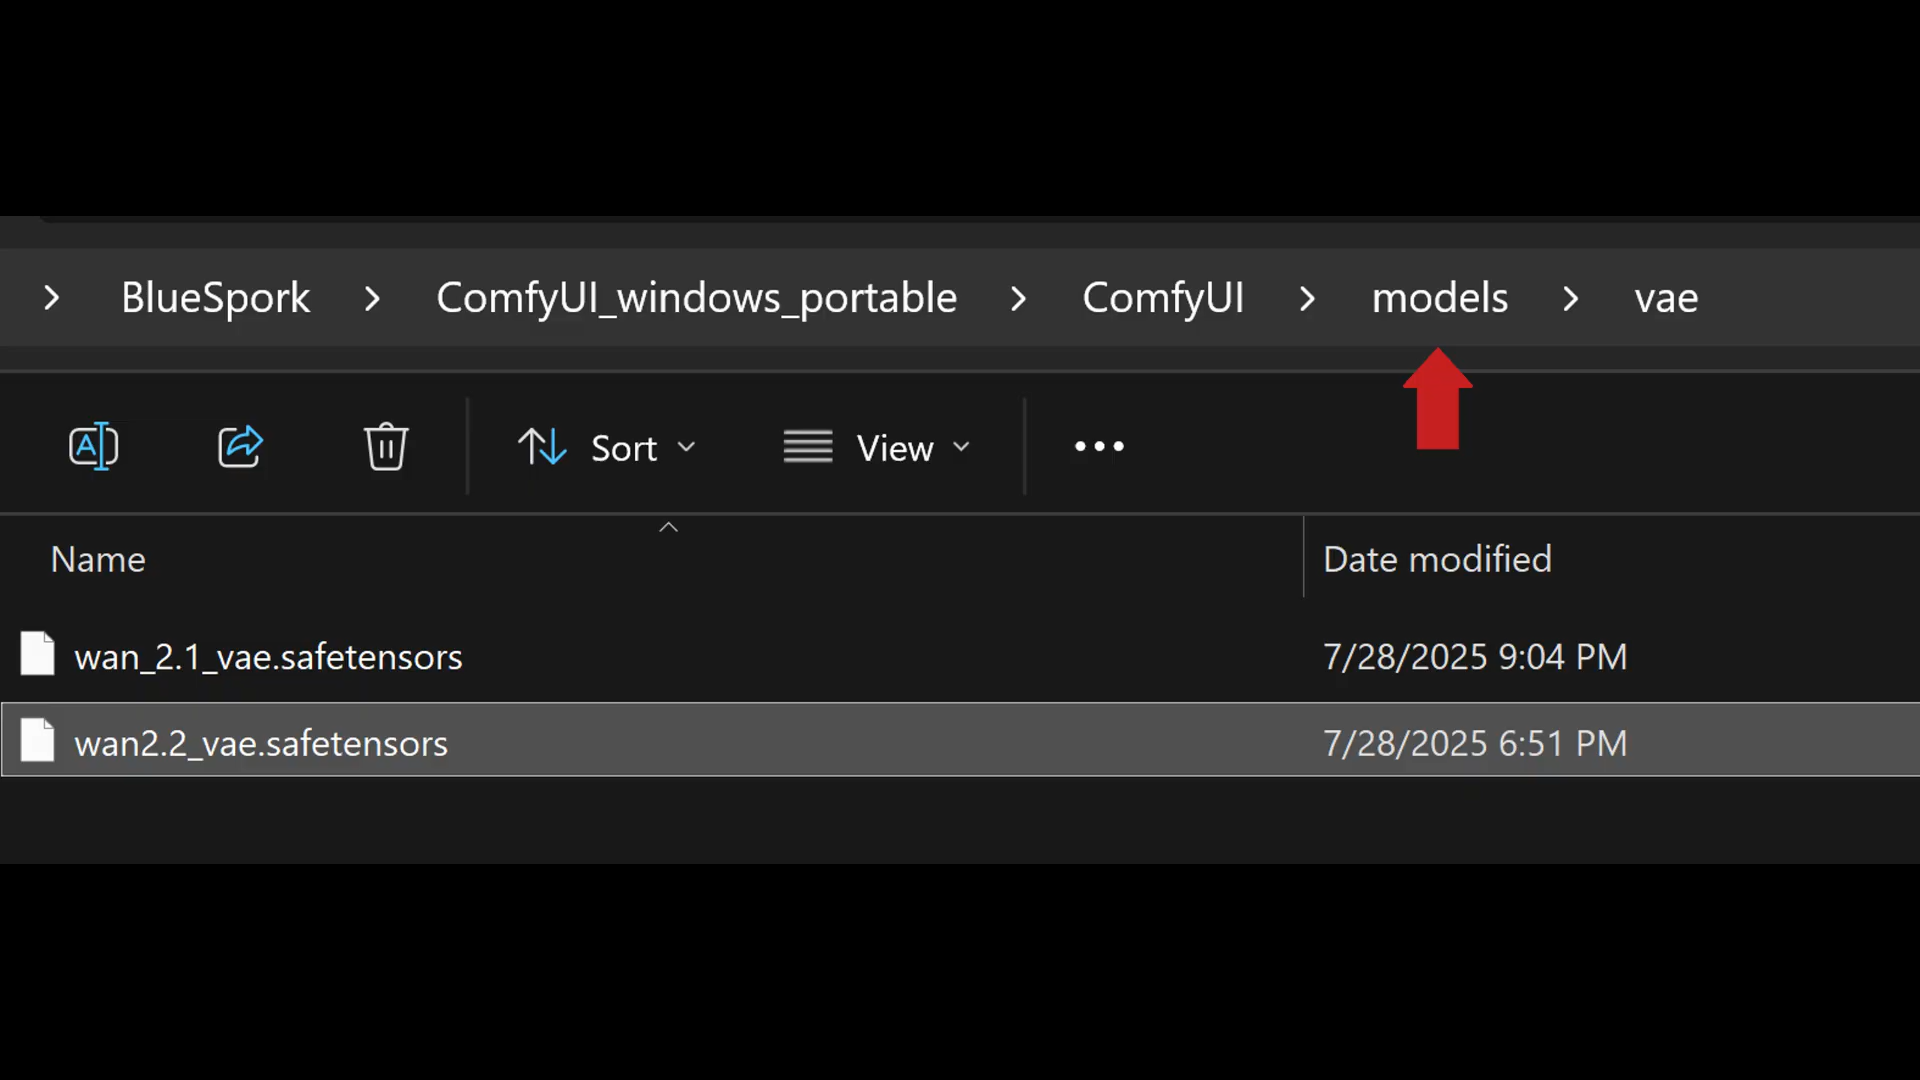 BlueSpork > ComfyUI_windows_portable > ComfyUI > models > vae
Sort View
Name Date modified
wan_2.1_vae.safetensors 7/28/2025 9:04 PM
wan2.2_vae.safetensors 7/28/2025 6:51 PM